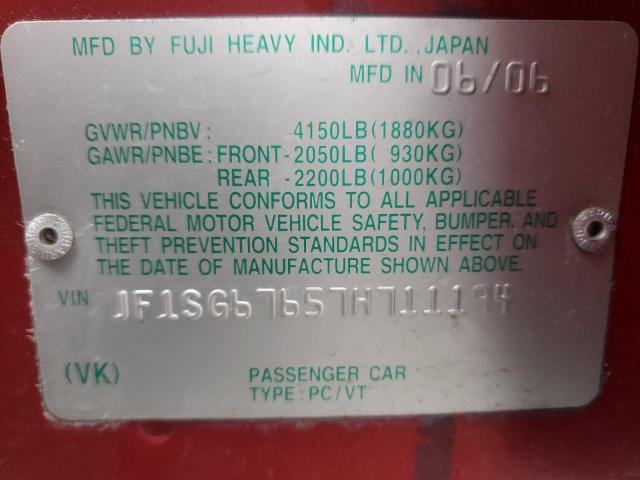 MFD BY FUJI HEAVY IND. LTD. JAPAN
MFD IN 06/06
GVWR/PNBV: 4150LB(1880KG)
GAWR/PNBE: FRONT-2050LB( 930KG)
REAR -2200LB(1000KG)
THIS VEHICLE CONFORMS TO ALL APPLICABLE
FEDERAL MOTOR VEHICLE SAFETY, BUMPER, AND
THEFT PREVENTION STANDARDS IN EFFECT ON
THE DATE OF MANUFACTURE SHOWN ABOVE.
VIN JF1SG67657H711194
(VK) PASSENGER CAR
TYPE: PC/VT